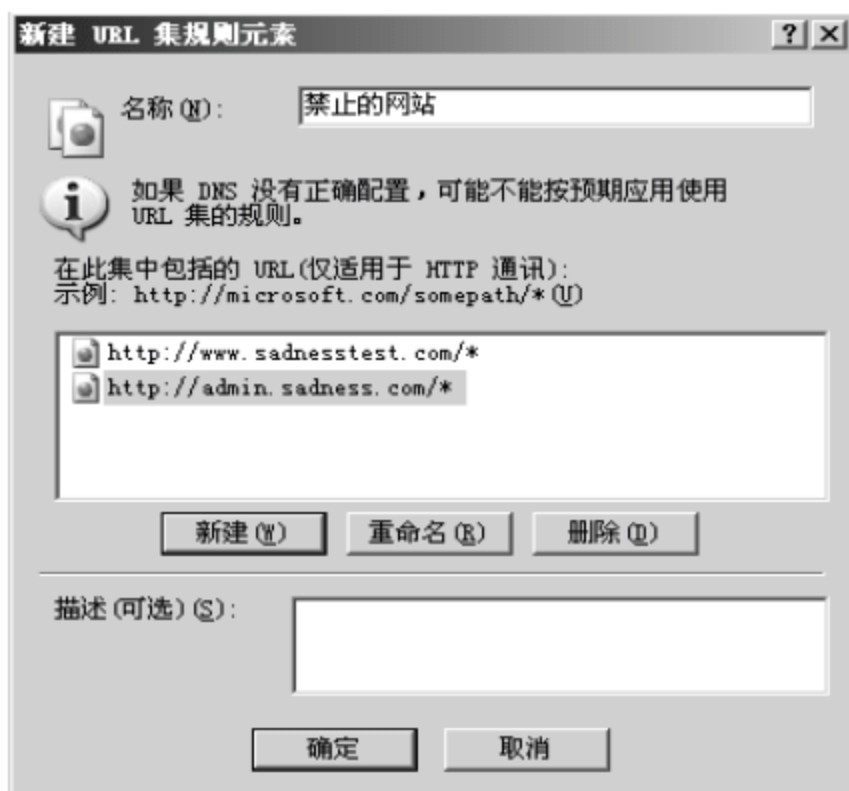 新建 URL 集规则元素
名称(N):
禁止的网站
如果 DNS 没有正确配置，可能不能按预期应用使用
URL 集的规则。
在此集中包括的 URL(仅适用于 HTTP 通讯):
示例: http://microsoft.com/somepath/*(U)
http://www.sadnesstest.com/*
http://admin.sadness.com/*
新建(W) 重命名(R) 删除(D)
描述(可选)(S):
确定 取消